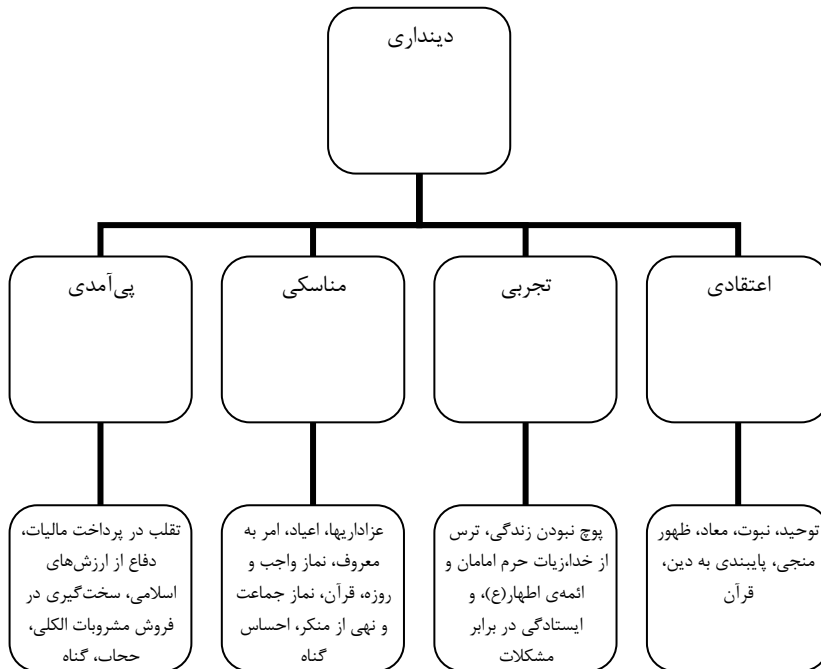 دینداری
اعتقادی
تجربی
مناسکی
پی‌آمدی
توحید، نبوت، معاد، ظهور
منجی، پایبندی به دین،
قرآن
پوچ نبودن زندگی، ترس
از خدا،زیات حرم امامان و
ائمه‌ی اطهار(ع)، و
ایستادگی در برابر
مشکلات
عزاداریها، اعیاد، امر به
معروف، نماز واجب و
روزه، قرآن، نماز جماعت
و نهی از منکر، احساس
گناه
تقلب در پرداخت مالیات،
دفاع از ارزش‌های
اسلامی، سخت‌گیری در
فروش مشروبات الکلی،
حجاب، گناه